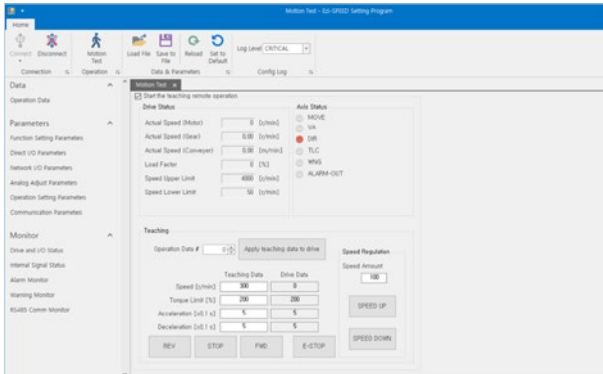 Motion Test - EzI-SPEED Setting Program
Home
Connect Disconnect Motion Test Load File Save to File Reload Set to Default Log Level CRITICAL
Connection Operation Data & Parameters Config Log
Data
Operation Data
Parameters
Function Setting Parameters
Direct I/O Parameters
Network I/O Parameters
Analog Adjust Parameters
Operation Setting Parameters
Communication Parameters
Monitor
Drive and I/O Status
Internal Signal Status
Alarm Monitor
Warning Monitor
RS485 Comm Monitor
Motion Test
Start the teaching remote operation
Drive Status
Actual Speed (Motor) 0 [r/min]
Actual Speed (Gear) 0,00 [r/min]
Actual Speed (Conveyer) 0,00 [m/min]
Load Factor 0 [%]
Speed Upper Limit 4000 [r/min]
Speed Lower Limit 50 [r/min]
Axis Status
MOVE
VA
DIR
TLC
WNG
ALARM-OUT
Teaching
Operation Data # 0 Apply teaching data to drive
Teaching Data Drive Data
Speed [r/min] 300 0
Torque Limit [%] 200 200
Acceleration [x0,1 s] 5 5
Deceleration [x0,1 s] 5 5
REV STOP FWD E-STOP
Speed Regulation
Speed Amount
100
SPEED UP
SPEED DOWN